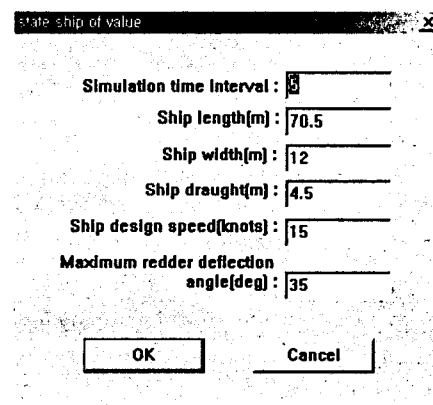 state ship of value
Simulation time interval :
Ship length(m) : 70.5
Ship width(m) : 12
Ship draught(m) : 4.5
Ship design speed(knots) : 15
Maximum redder deflection
angle(deg) : 35
OK Cancel